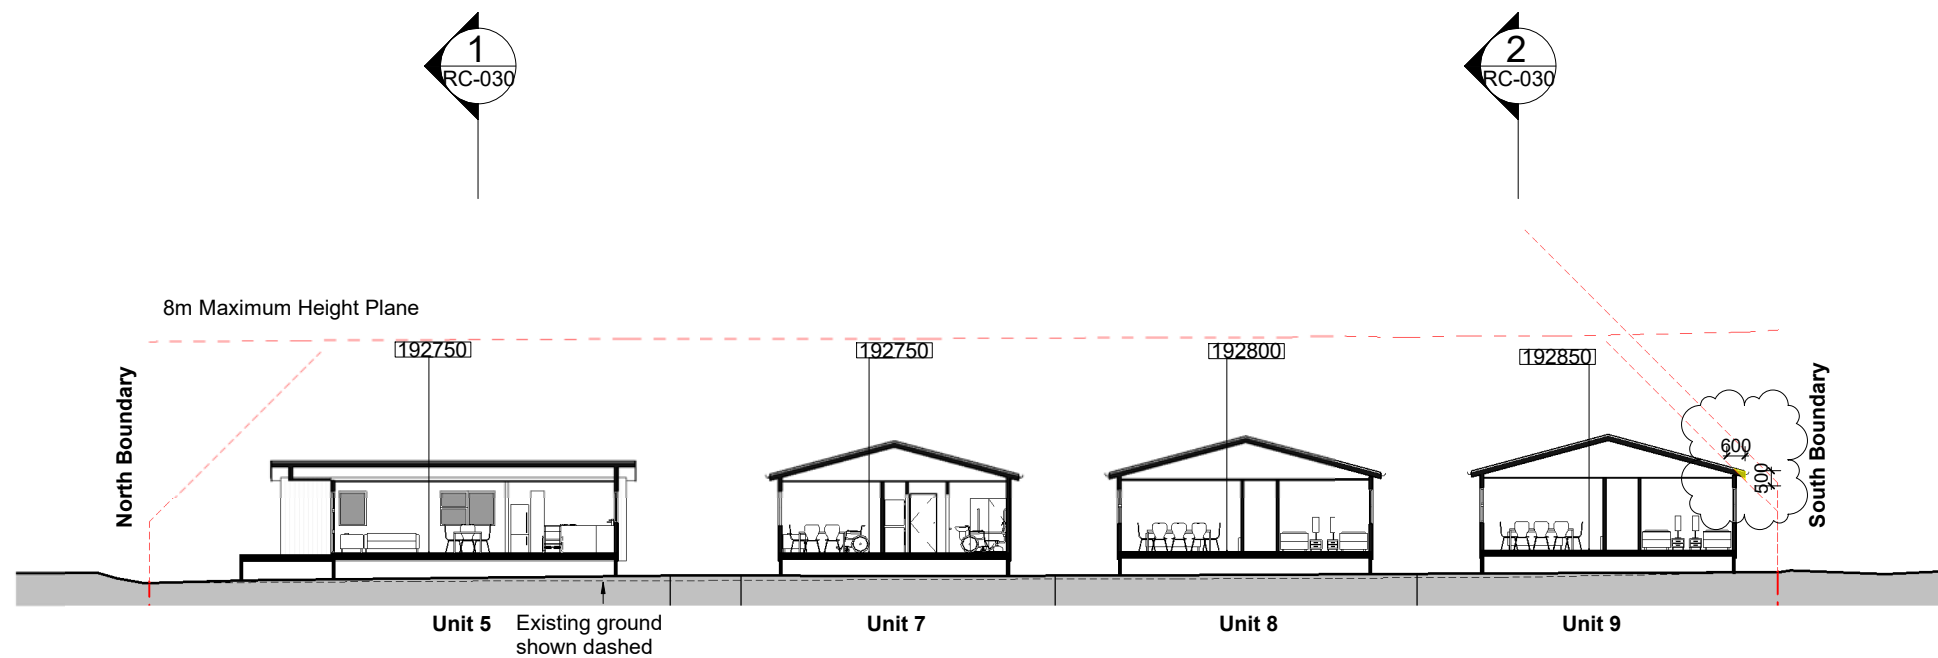 1
RC-030
2
RC-030
8m Maximum Height Plane
192750
192750
192800
192850
North Boundary
South Boundary
600
500
Unit 5
Existing ground
shown dashed
Unit 7
Unit 8
Unit 9